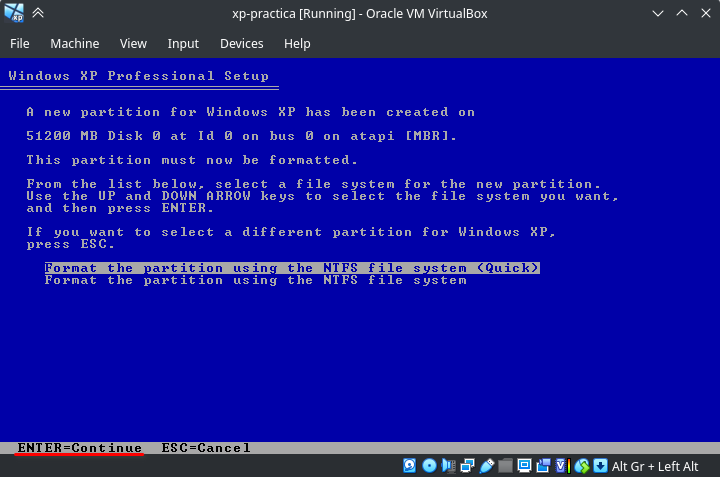 xp-practica [Running] - Oracle VM VirtualBox
File Machine View Input Devices Help
Windows XP Professional Setup
A new partition for Windows XP has been created on
51200 MB Disk 0 at Id 0 on bus 0 on atapi [MBR].
This partition must now be formatted.
From the list below, select a file system for the new partition.
Use the UP and DOWN ARROW keys to select the file system you want,
and then press ENTER.
If you want to select a different partition for Windows XP,
press ESC.
Format the partition using the NTFS file system (Quick)
Format the partition using the NTFS file system
ENTER=Continue ESC=Cancel
Alt Gr + Left Alt